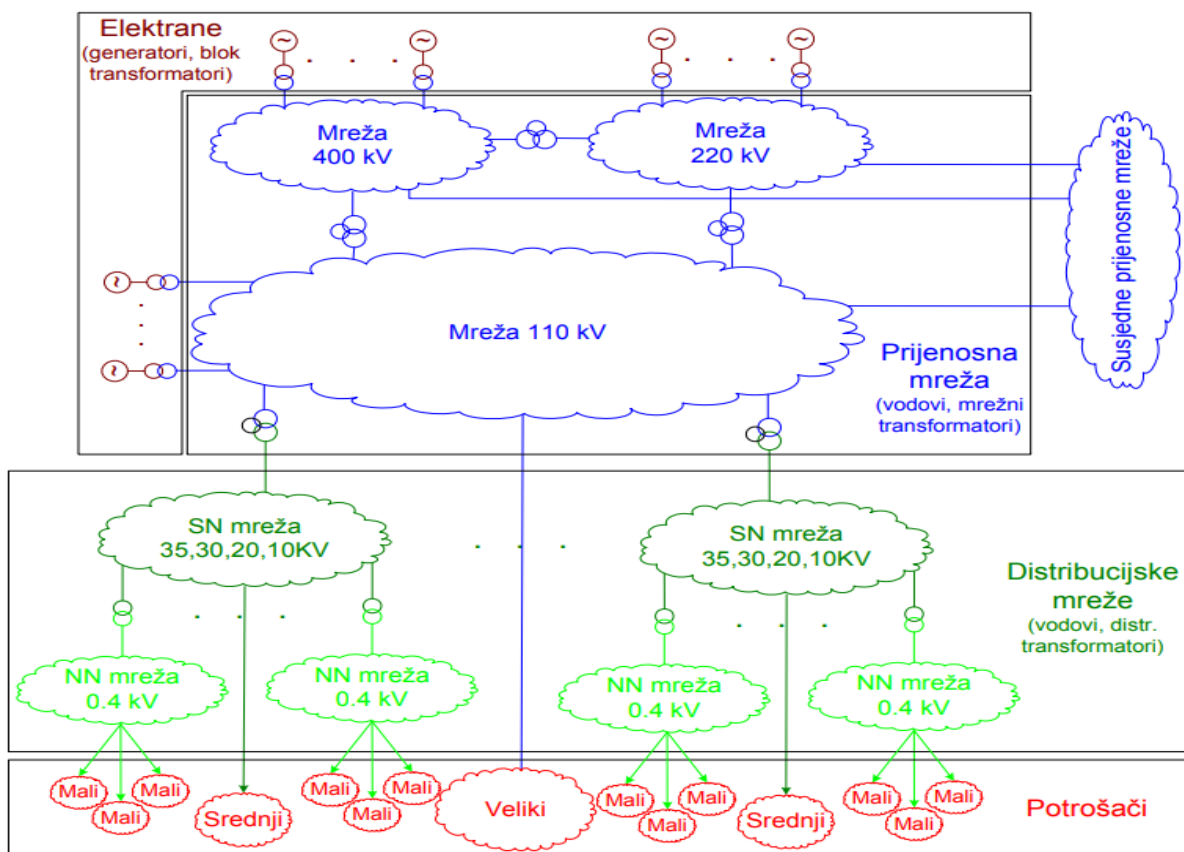 Elektrane
(generatori, blok
transformatori)
~
~
~
~
Mreža
400 kV
Mreža
220 kV
Susjedne prijenosne mreže
~
~
Mreža 110 kV
Prijenosna
mreža
(vodovi, mrežni
transformatori)
SN mreža
35,30,20,10KV
SN mreža
35,30,20,10KV
Distribucijske
mreže
(vodovi, distr.
transformatori)
NN mreža
0.4 kV
NN mreža
0.4 kV
NN mreža
0.4 kV
NN mreža
0.4 kV
Mali
Mali
Mali
Srednji
Mali
Mali
Mali
Veliki
Mali
Mali
Mali
Srednji
Mali
Mali
Mali
Potrošači